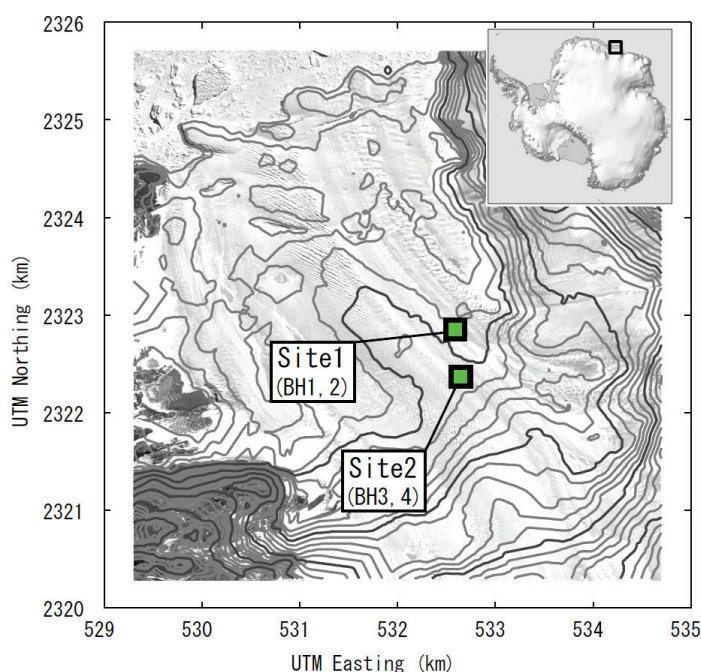 2326
2325
2324
2323
2322
2321
2320
UTM Northing (km)
Site1
(BH1, 2)
Site2
(BH3, 4)
529
530
531
532
533
534
535
UTM Easting (km)